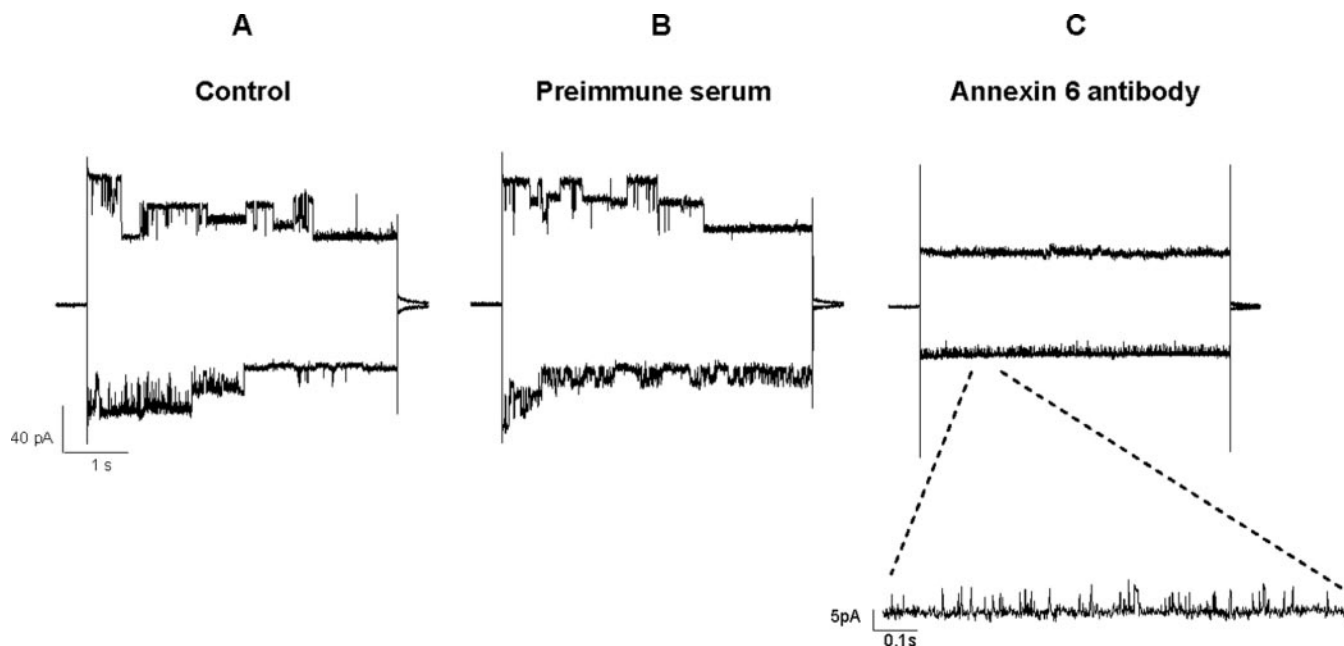 A
B
C
Control
Preimmune serum
Annexin 6 antibody
40 pA
1 s
5pA
0.1s